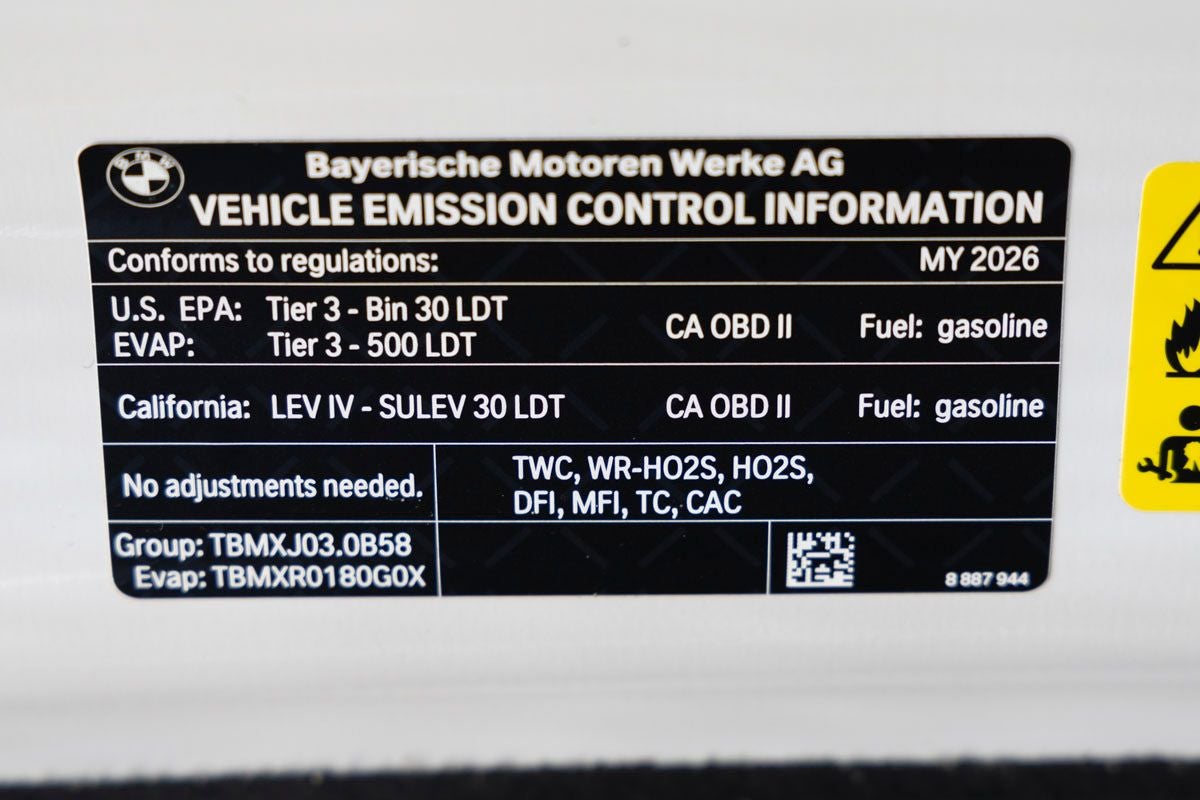 BMW
Bayerische Motoren Werke AG
VEHICLE EMISSION CONTROL INFORMATION
Conforms to regulations: MY 2026
U.S. EPA: Tier 3 - Bin 30 LDT
EVAP: Tier 3 - 500 LDT
CA OBD II Fuel: gasoline
California: LEV IV - SULEV 30 LDT CA OBD II Fuel: gasoline
No adjustments needed.
TWC, WR-HO2S, HO2S,
DFI, MFI, TC, CAC
Group: TBMXJ03.0B58
Evap: TBMXR0180G0X
8 887 944